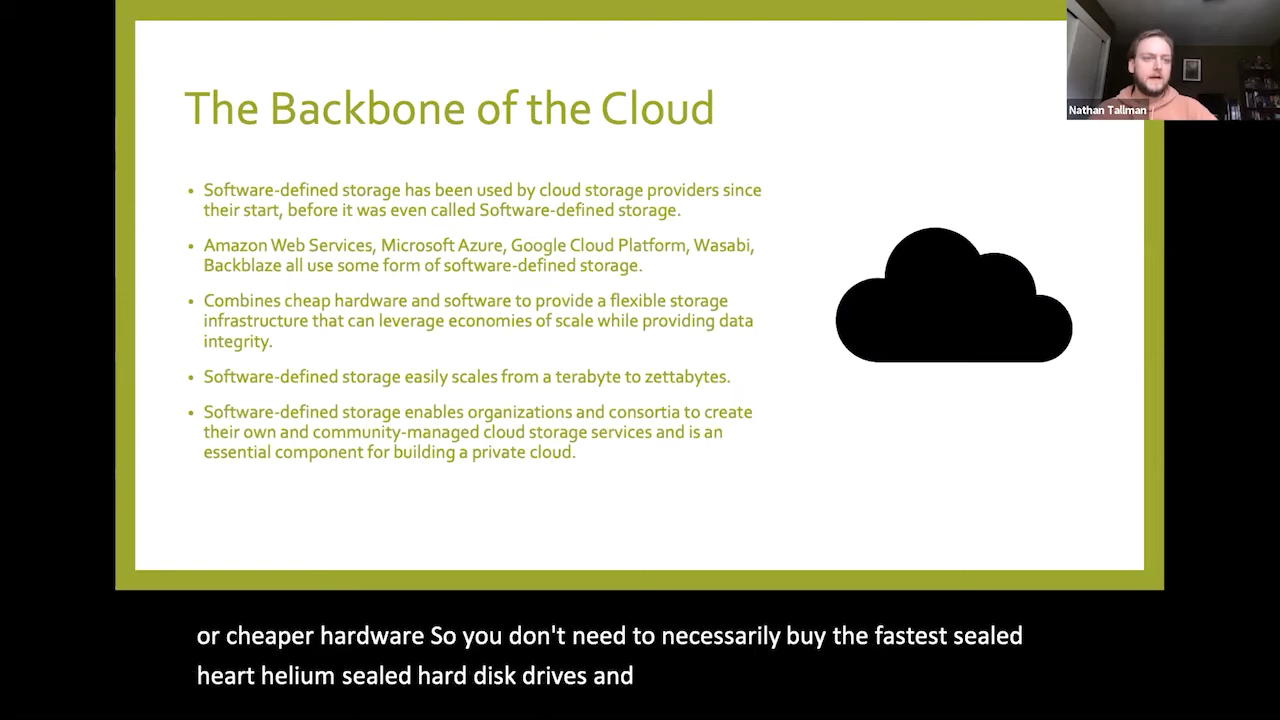 The Backbone of the Cloud
Nathan Tallman
• Software-defined storage has been used by cloud storage providers since
their start, before it was even called Software-defined storage.
• Amazon Web Services, Microsoft Azure, Google Cloud Platform, Wasabi,
Backblaze all use some form of software-defined storage.
• Combines cheap hardware and software to provide a flexible storage
infrastructure that can leverage economies of scale while providing data
integrity.
• Software-defined storage easily scales from a terabyte to zettabytes.
• Software-defined storage enables organizations and consortia to create
their own and community-managed cloud storage services and is an
essential component for building a private cloud.
or cheaper hardware So you don't need to necessarily buy the fastest sealed
heart helium sealed hard disk drives and